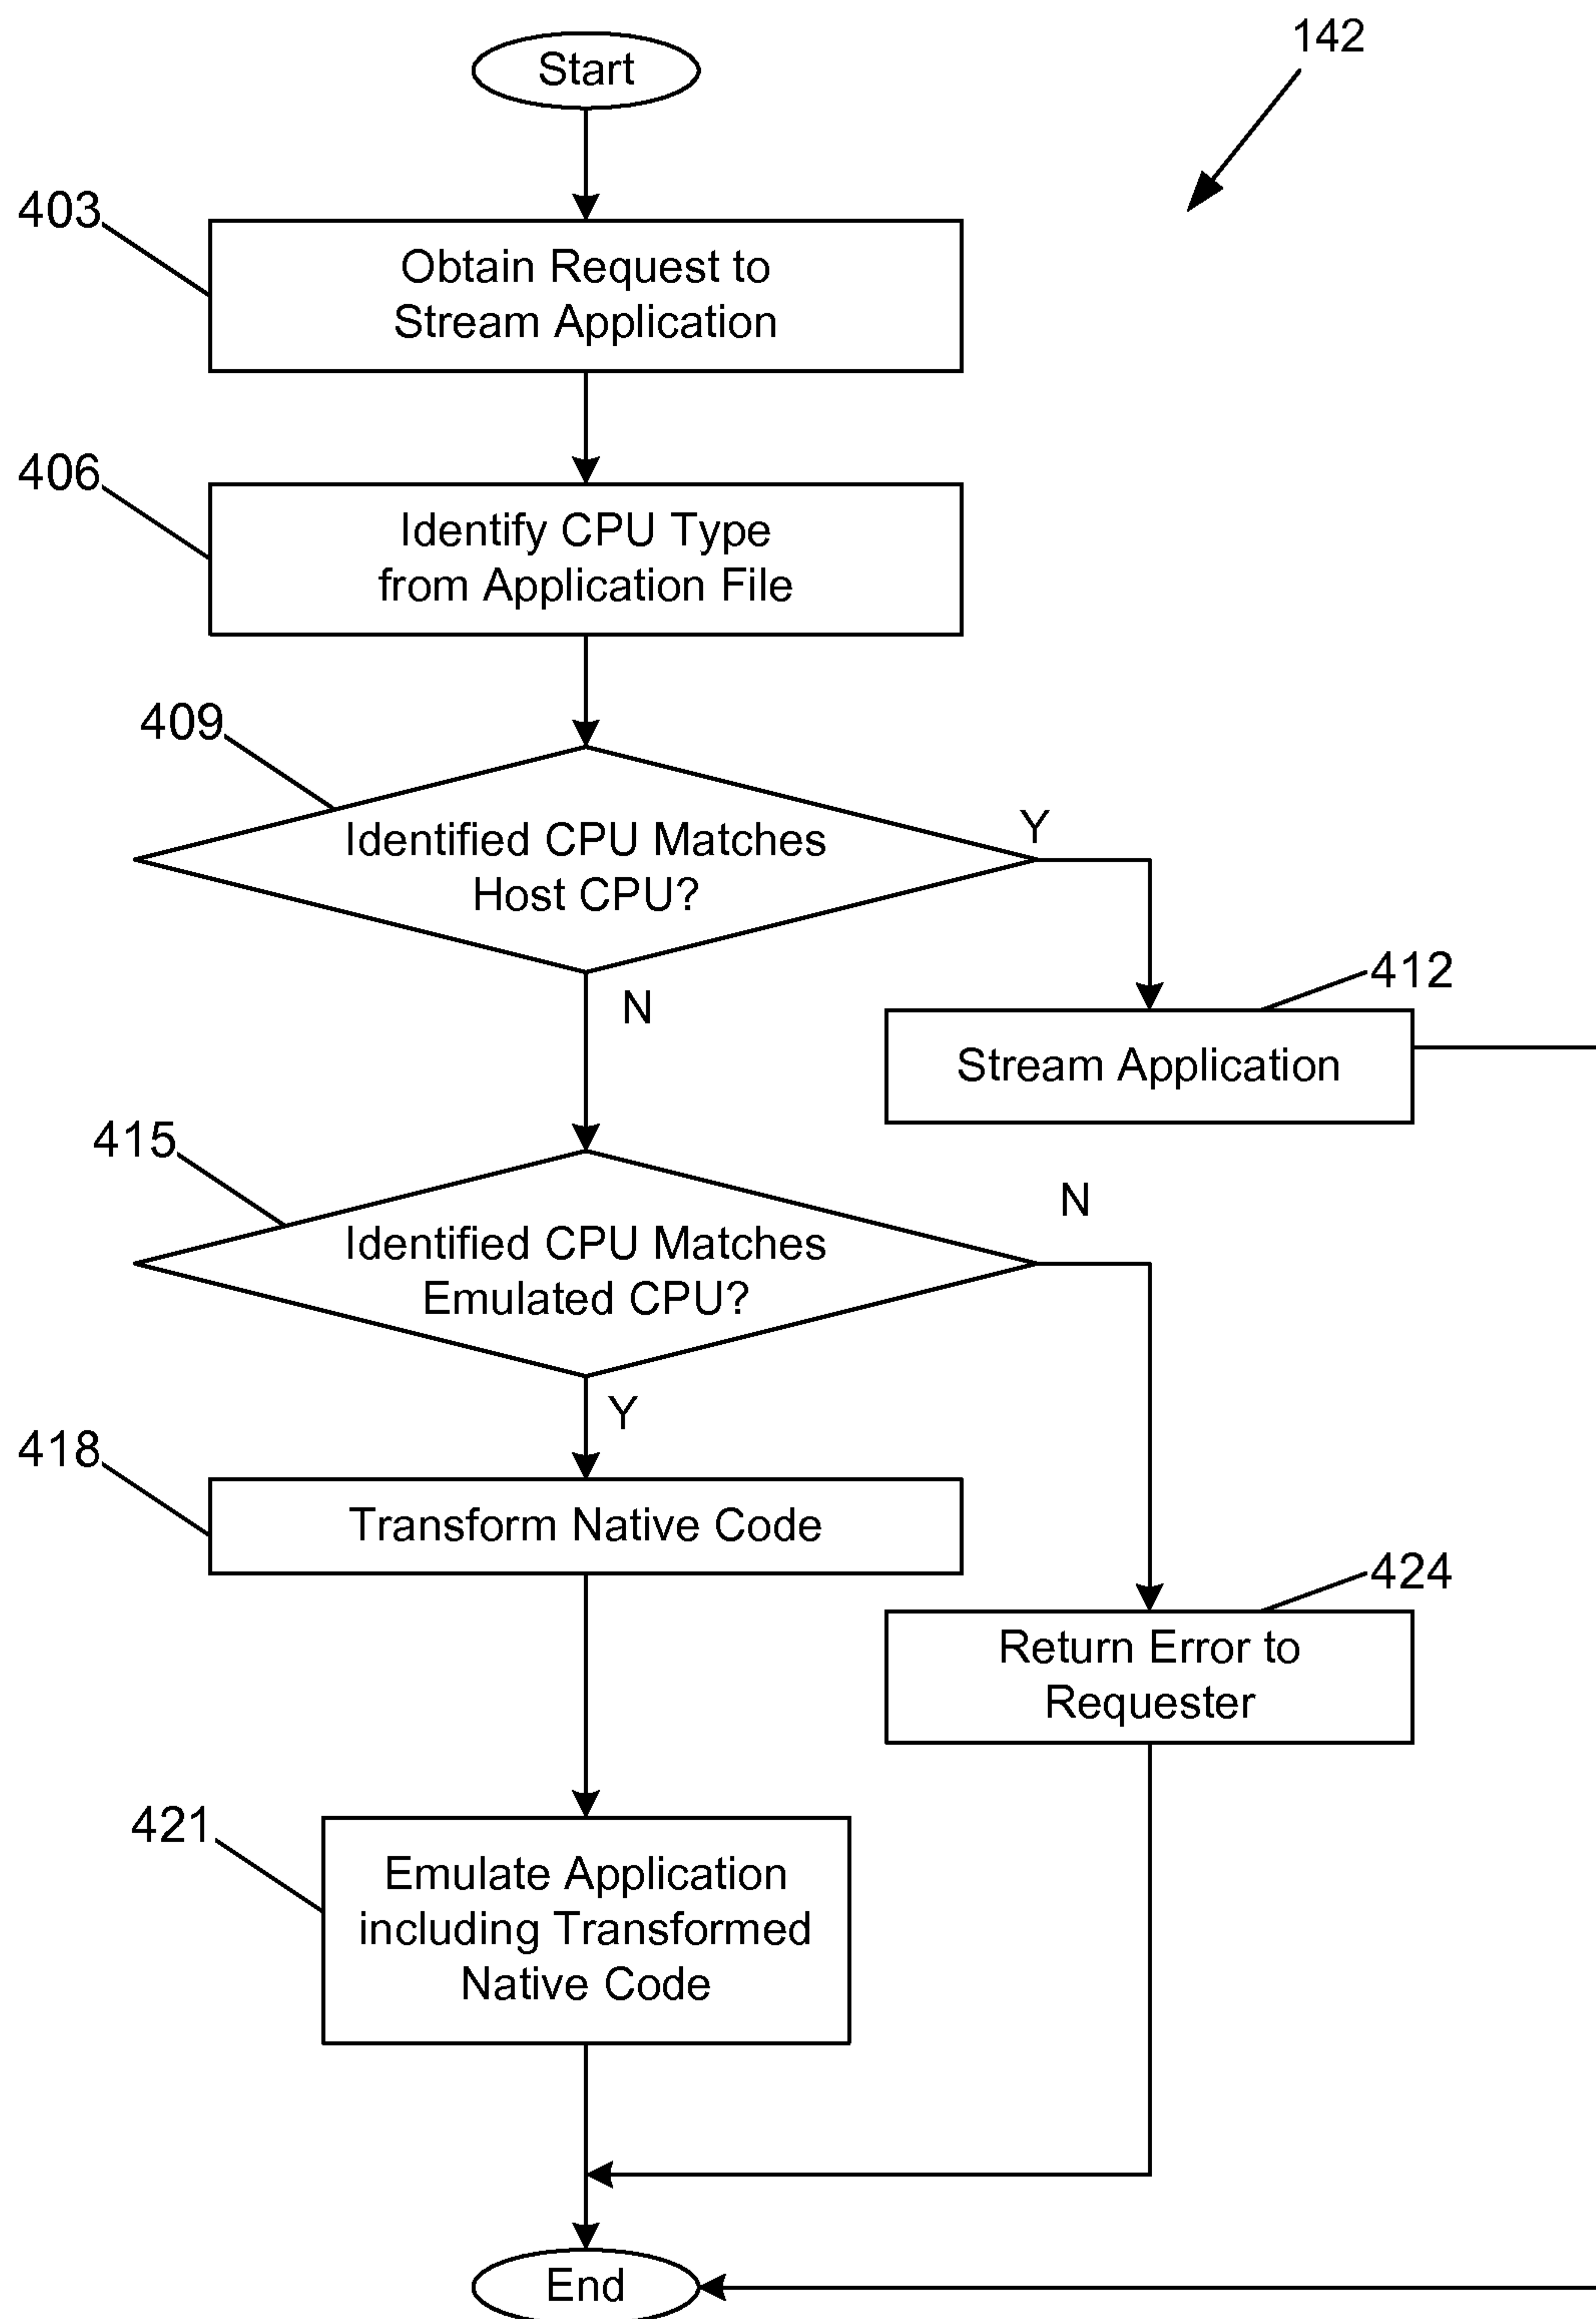 142
Start
403
Obtain Request to
Stream Application
406
Identify CPU Type
from Application File
409
Identified CPU Matches
Host CPU?
Y
N
412
Stream Application
415
Identified CPU Matches
Emulated CPU?
N
Y
418
Transform Native Code
424
Return Error to
Requester
421
Emulate Application
including Transformed
Native Code
End